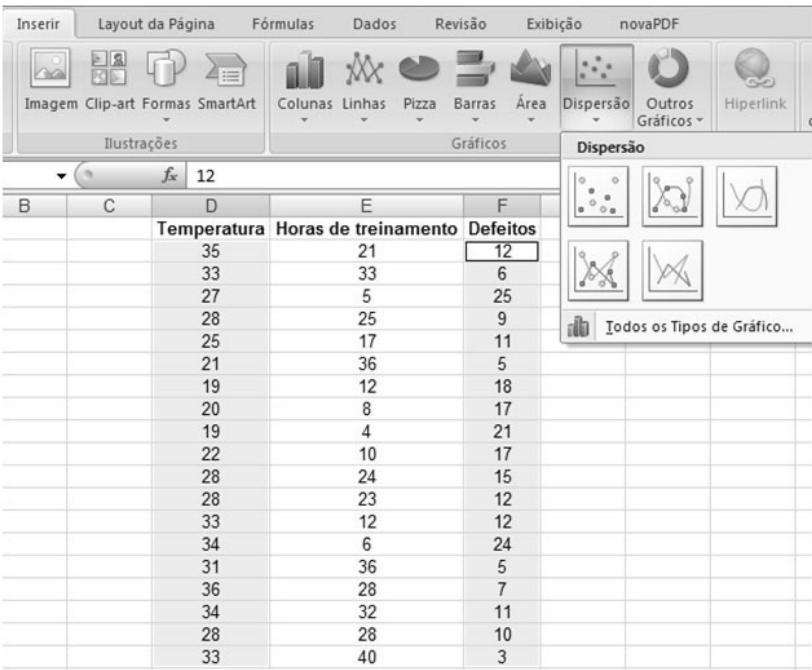 Inserir Layout da Página Fórmulas Dados Revisão Exibição novaPDF
Imagem Clip-art Formas SmartArt Colunas Linhas Pizza Barras Área Dispersão Outros Gráficos Hiperlink
Ilustrações Gráficos
Dispersão
Todos os Tipos de Gráfico...
fx 12
B C D E F
Temperatura Horas de treinamento Defeitos
35 21 12
33 33 6
27 5 25
28 25 9
25 17 11
21 36 5
19 12 18
20 8 17
19 4 21
22 10 17
28 24 15
28 23 12
33 12 12
34 6 24
31 36 5
36 28 7
34 32 11
28 28 10
33 40 3